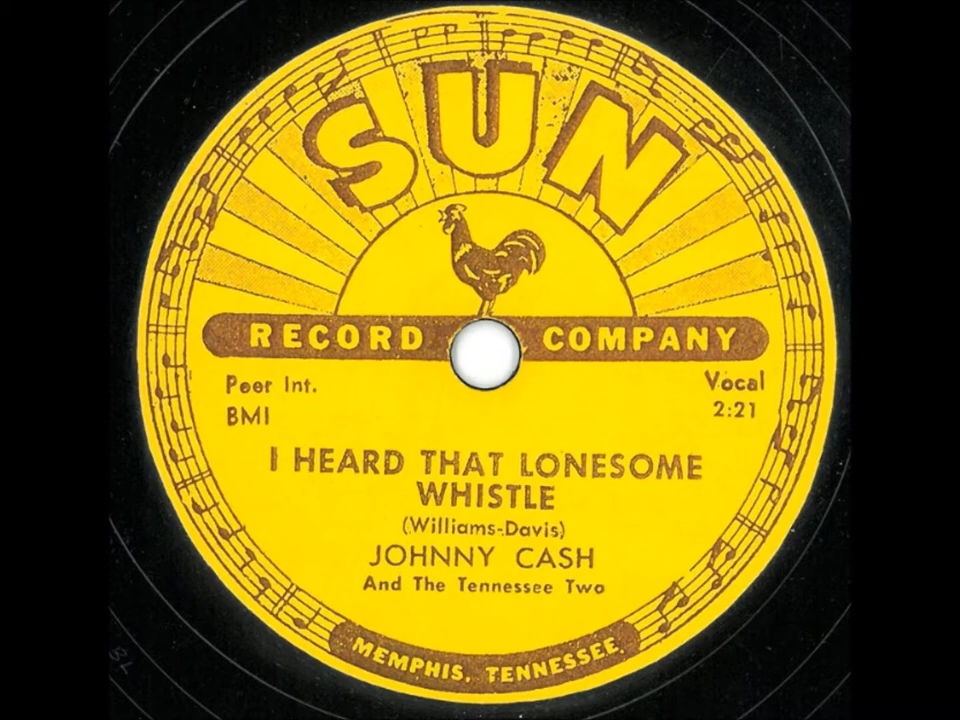 SUN
RECORD COMPANY
Peer Int.
BMI
Vocal
2:21
I HEARD THAT LONESOME
WHISTLE
(Williams-Davis)
JOHNNY CASH
And The Tennessee Two
MEMPHIS, TENNESSEE